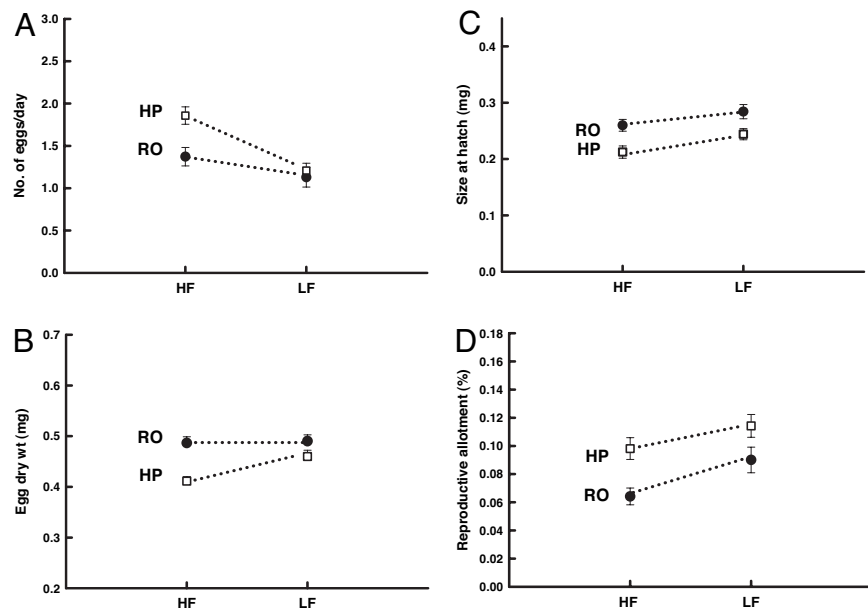 A
No. of eggs/day
3.0
2.5
2.0
1.5
1.0
0.5
0.0
HP
RO
HF LF
B
Egg dry wt (mg)
0.7
0.6
0.5
0.4
0.3
0.2
RO
HP
HF LF
C
Size at hatch (mg)
0.4
0.3
0.2
0.1
0.0
RO
HP
HF LF
D
Reproductive allotment (%)
0.18
0.16
0.14
0.12
0.10
0.08
0.06
0.04
0.02
0.00
HP
RO
HF LF